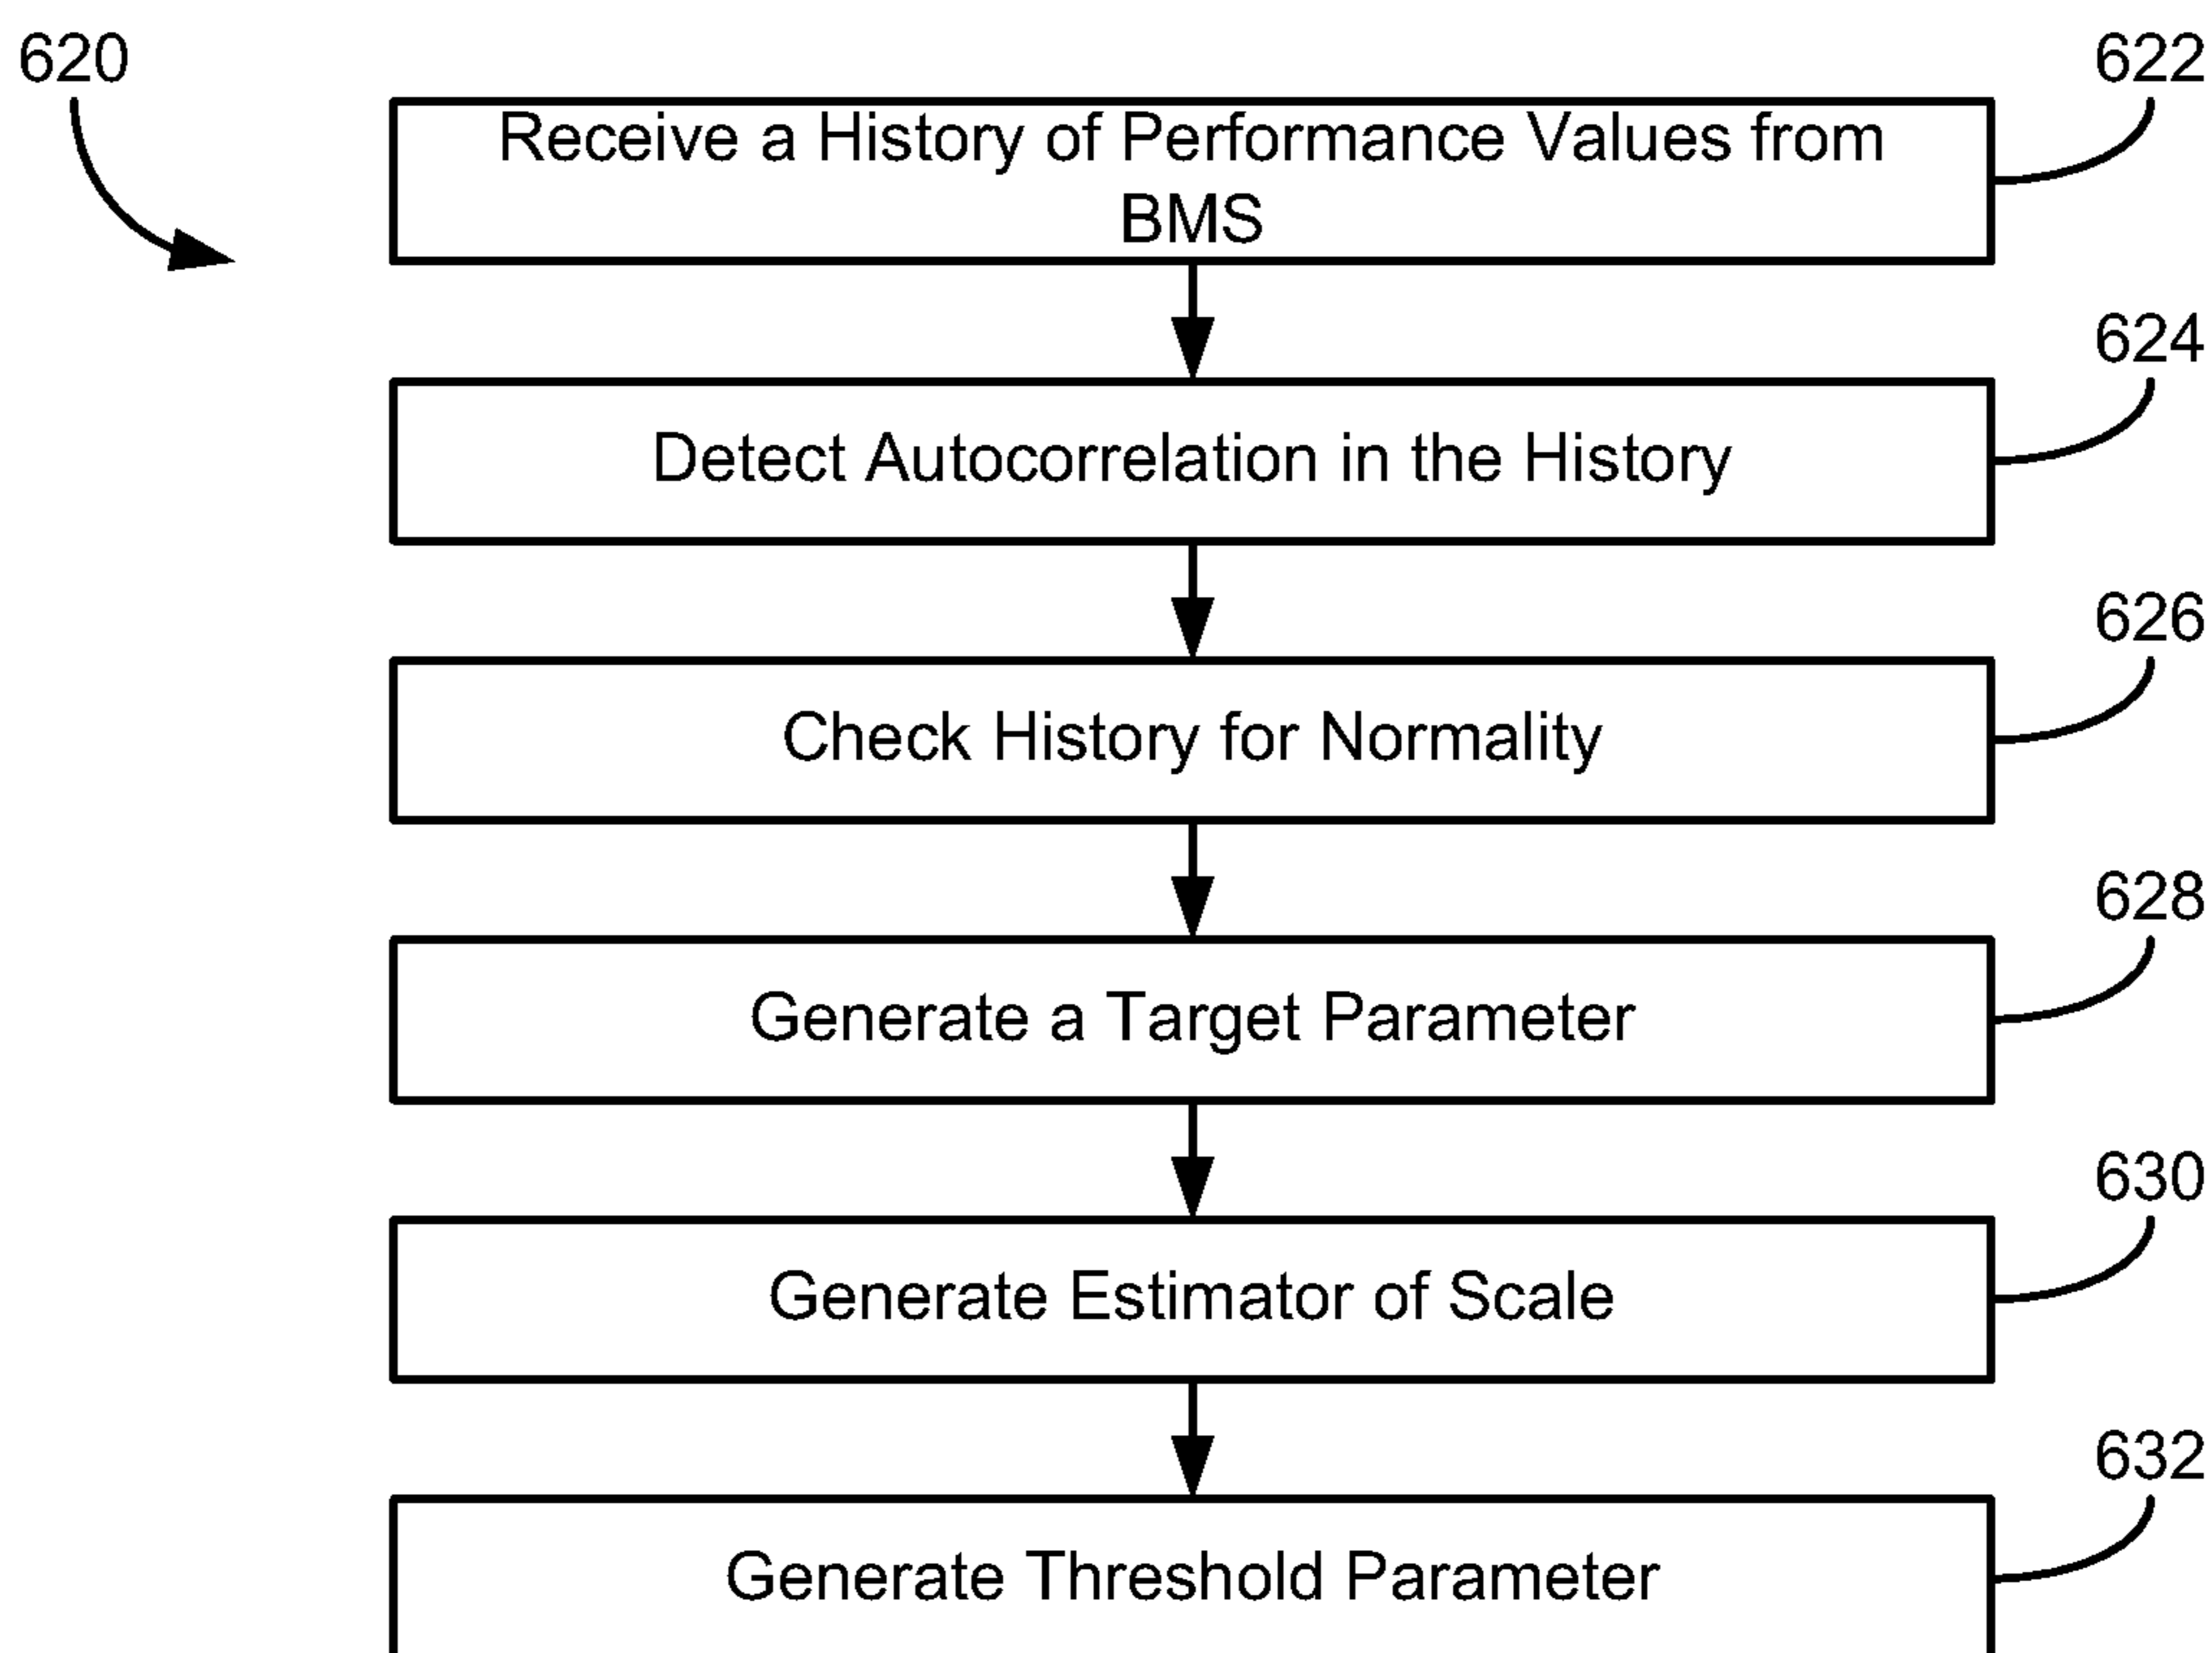 620
622
Receive a History of Performance Values from
BMS
624
Detect Autocorrelation in the History
626
Check History for Normality
628
Generate a Target Parameter
630
Generate Estimator of Scale
632
Generate Threshold Parameter